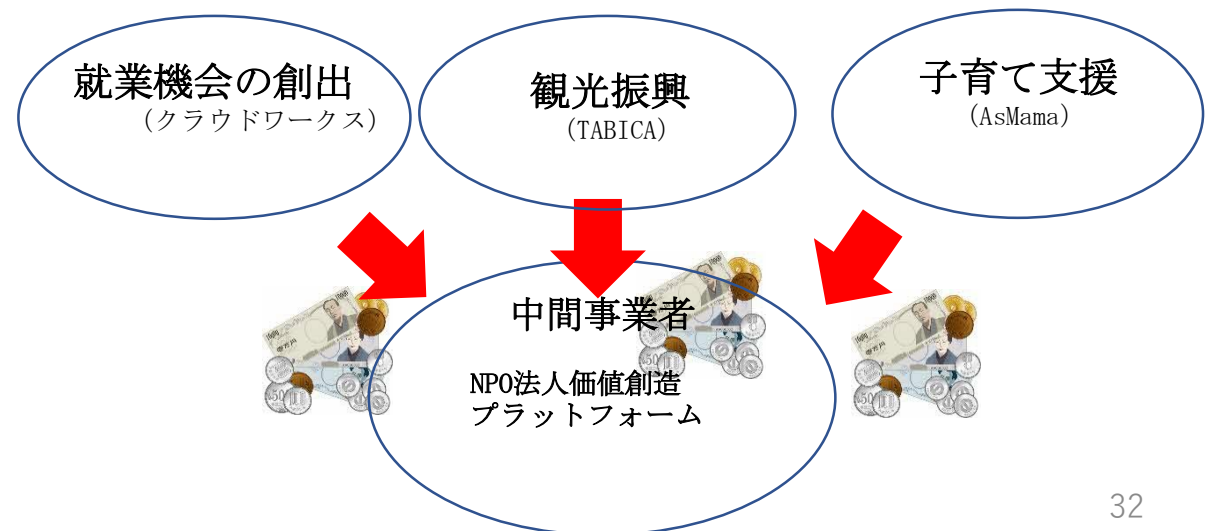 就業機会の創出
（クラウドワークス）
観光振興
（TABICA）
子育て支援
（AsMama）
中間事業者
NPO法人価値創造
プラットフォーム
32